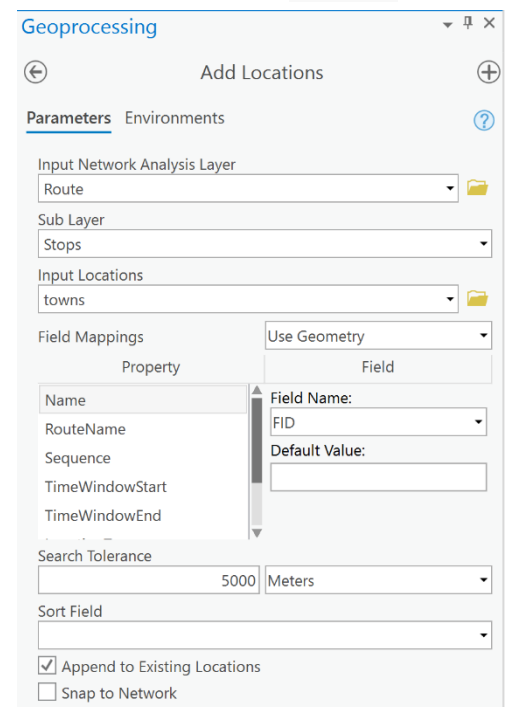 Geoprocessing
Add Locations
Parameters Environments
Input Network Analysis Layer
Route
Sub Layer
Stops
Input Locations
towns
Field Mappings Use Geometry
Property Field
Name Field Name:
RouteName FID
Sequence Default Value:
TimeWindowStart
TimeWindowEnd
Search Tolerance
5000 Meters
Sort Field
Append to Existing Locations
Snap to Network